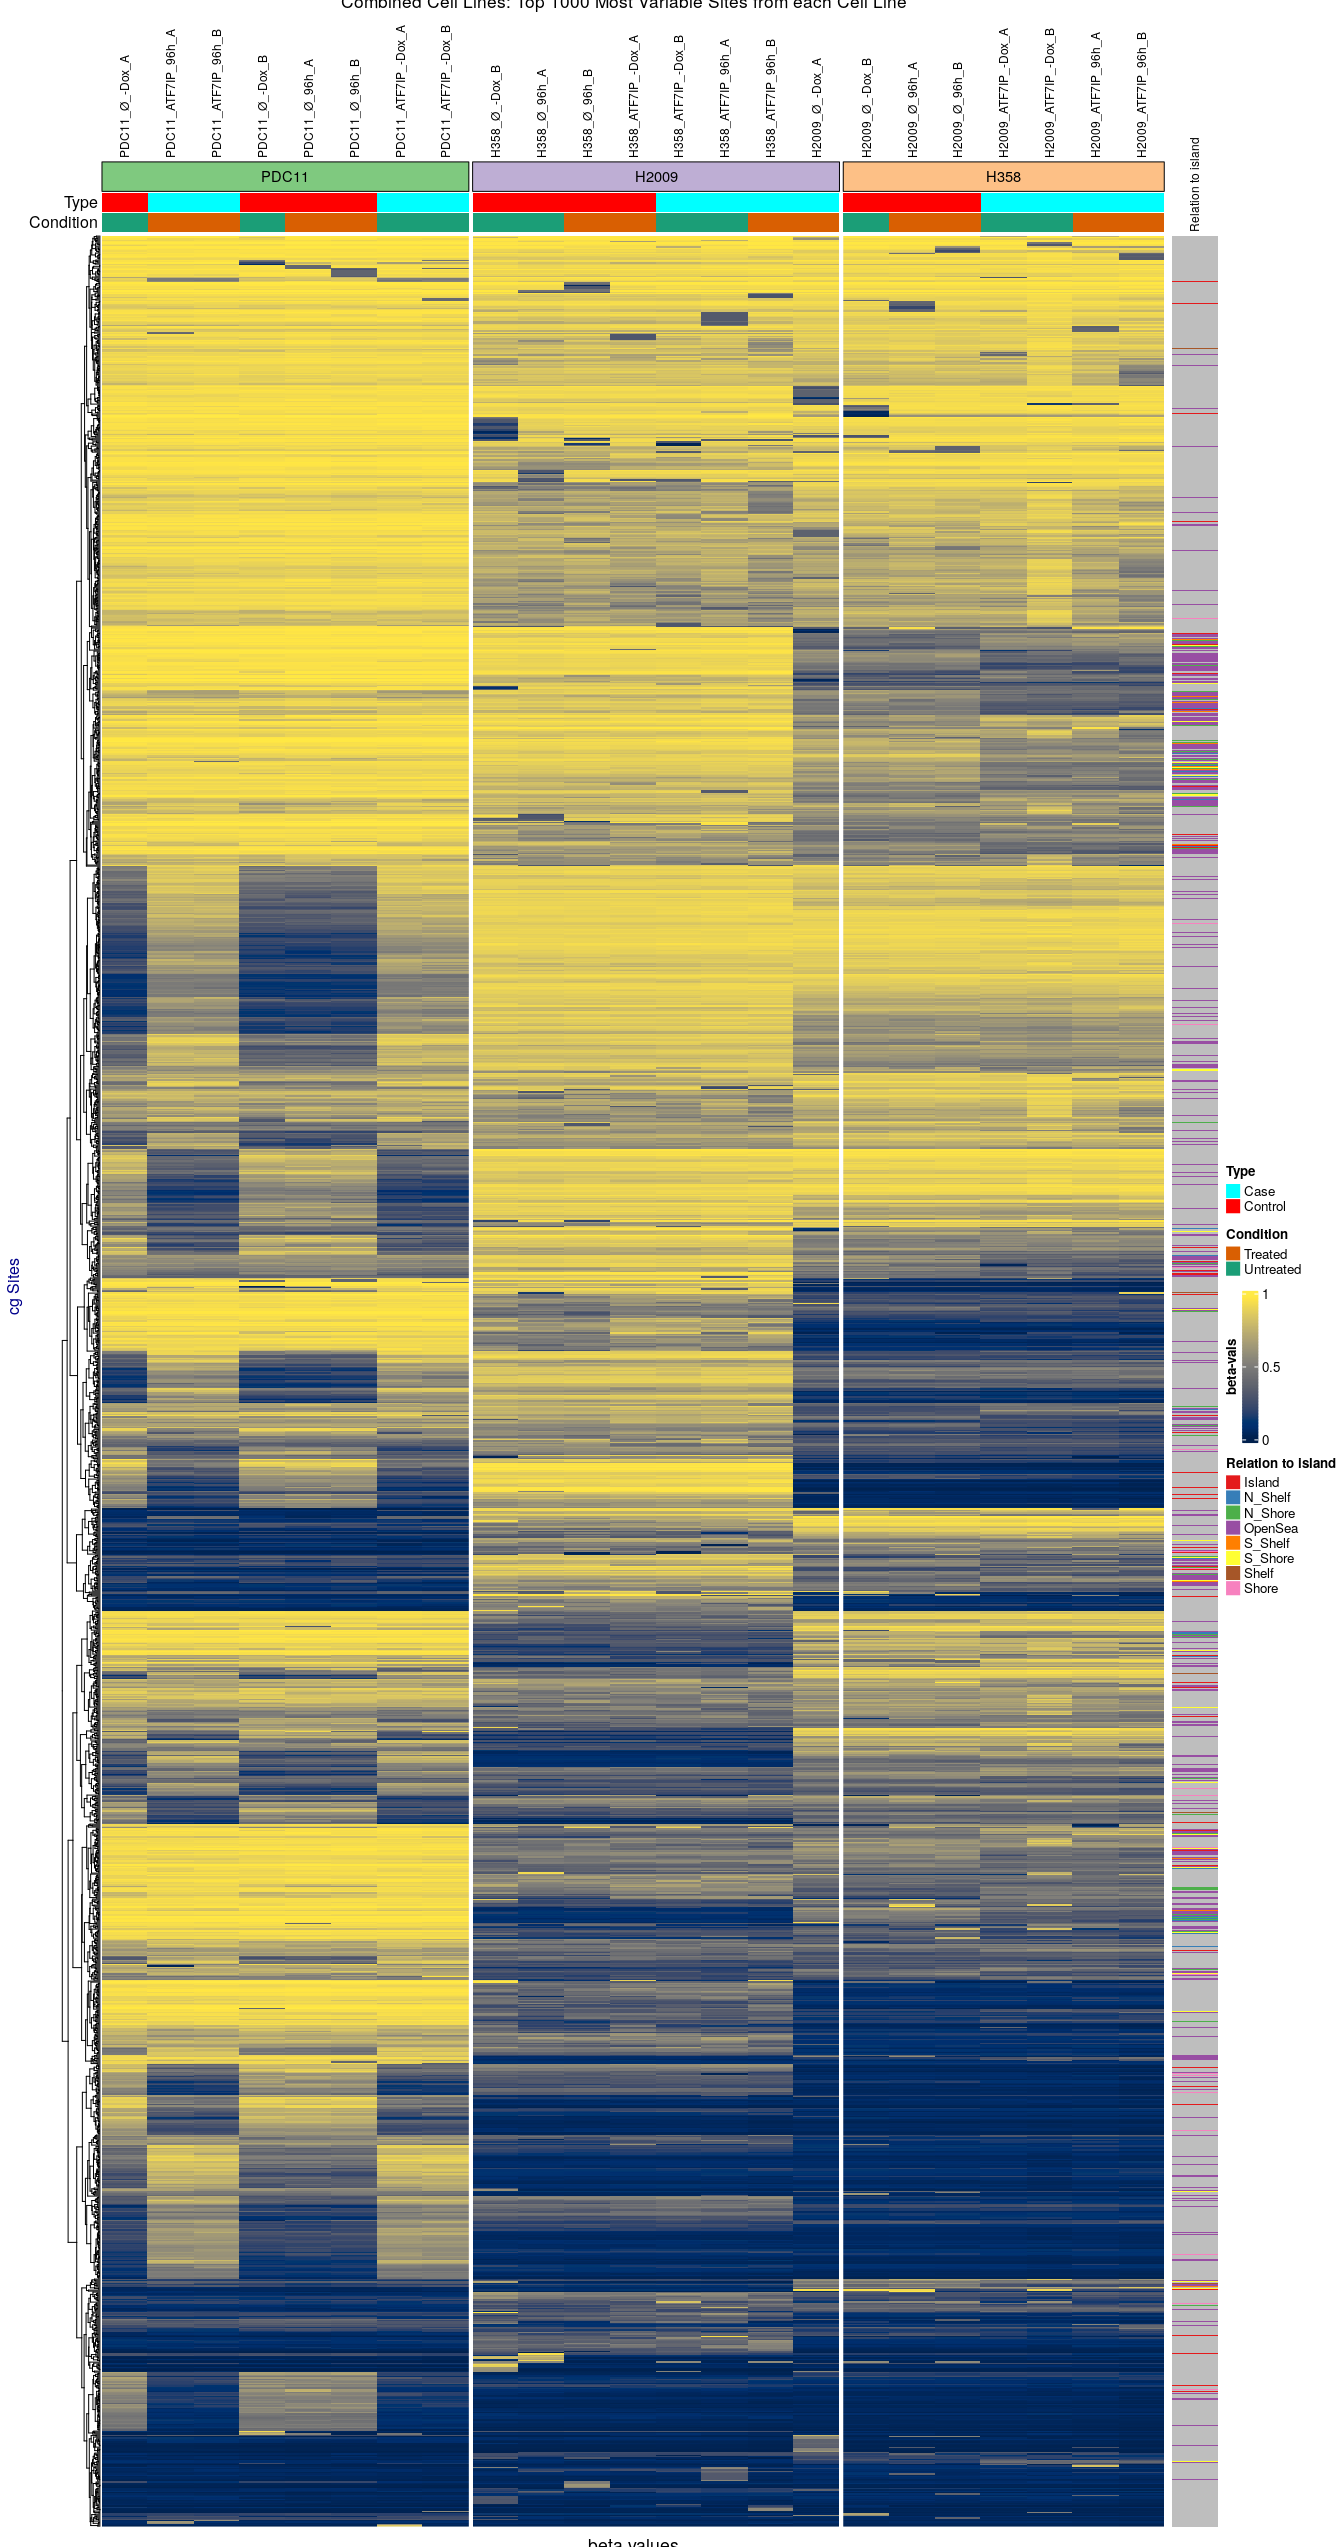 Combined Cell Lines: Top 1000 Most Variable Sites from each Cell Line
PDC11_Ø_-Dox_A
PDC11_ATF7IP_96h_A
PDC11_ATF7IP_96h_B
PDC11_Ø_-Dox_B
PDC11_Ø_96h_A
PDC11_Ø_96h_B
PDC11_ATF7IP_-Dox_A
PDC11_ATF7IP_-Dox_B
H358_Ø_-Dox_B
H358_Ø_96h_A
H358_Ø_96h_B
H358_ATF7IP_-Dox_A
H358_ATF7IP_-Dox_B
H358_ATF7IP_96h_A
H358_ATF7IP_96h_B
H2009_Ø_-Dox_A
H2009_Ø_-Dox_B
H2009_Ø_96h_A
H2009_Ø_96h_B
H2009_ATF7IP_-Dox_A
H2009_ATF7IP_-Dox_B
H2009_ATF7IP_96h_A
H2009_ATF7IP_96h_B
Relation to island
PDC11
H2009
H358
Type
Condition
cg Sites
Type
Case
Control
Condition
Treated
Untreated
beta-vals
1
0.5
0
Relation to island
Island
N_Shelf
N_Shore
OpenSea
S_Shelf
S_Shore
Shelf
Shore
beta values